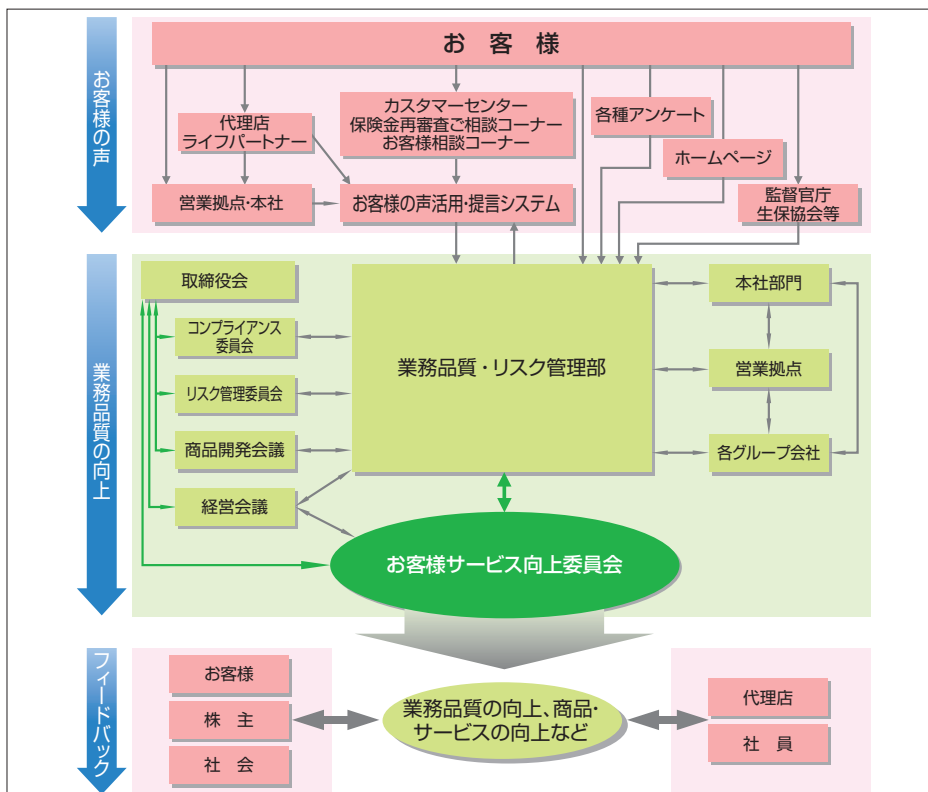 お客様の声
お 客 様
代理店
ライフパートナー
カスタマーセンター
保険金再審査ご相談コーナー
お客様相談コーナー
各種アンケート
ホームページ
営業拠点・本社
お客様の声活用・提言システム
監督官庁
生保協会等
業務品質の向上
取締役会
コンプライアンス
委員会
リスク管理委員会
商品開発会議
経営会議
業務品質・リスク管理部
本社部門
営業拠点
各グループ会社
お客様サービス向上委員会
フィードバック
お客様
株 主
社 会
業務品質の向上、商品・
サービスの向上など
代理店
社 員